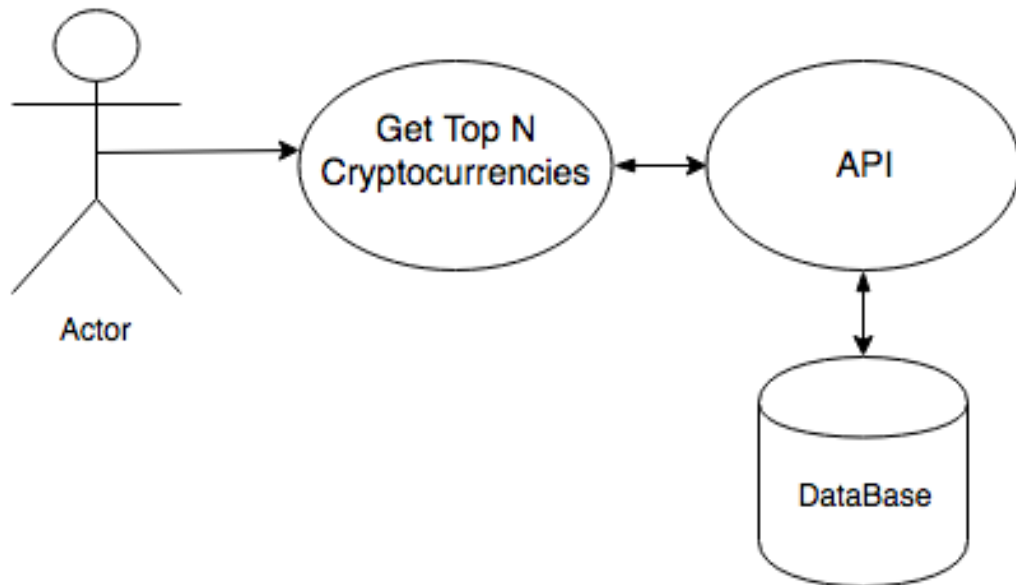 Get Top N
Cryptocurrencies
API
Actor
DataBase